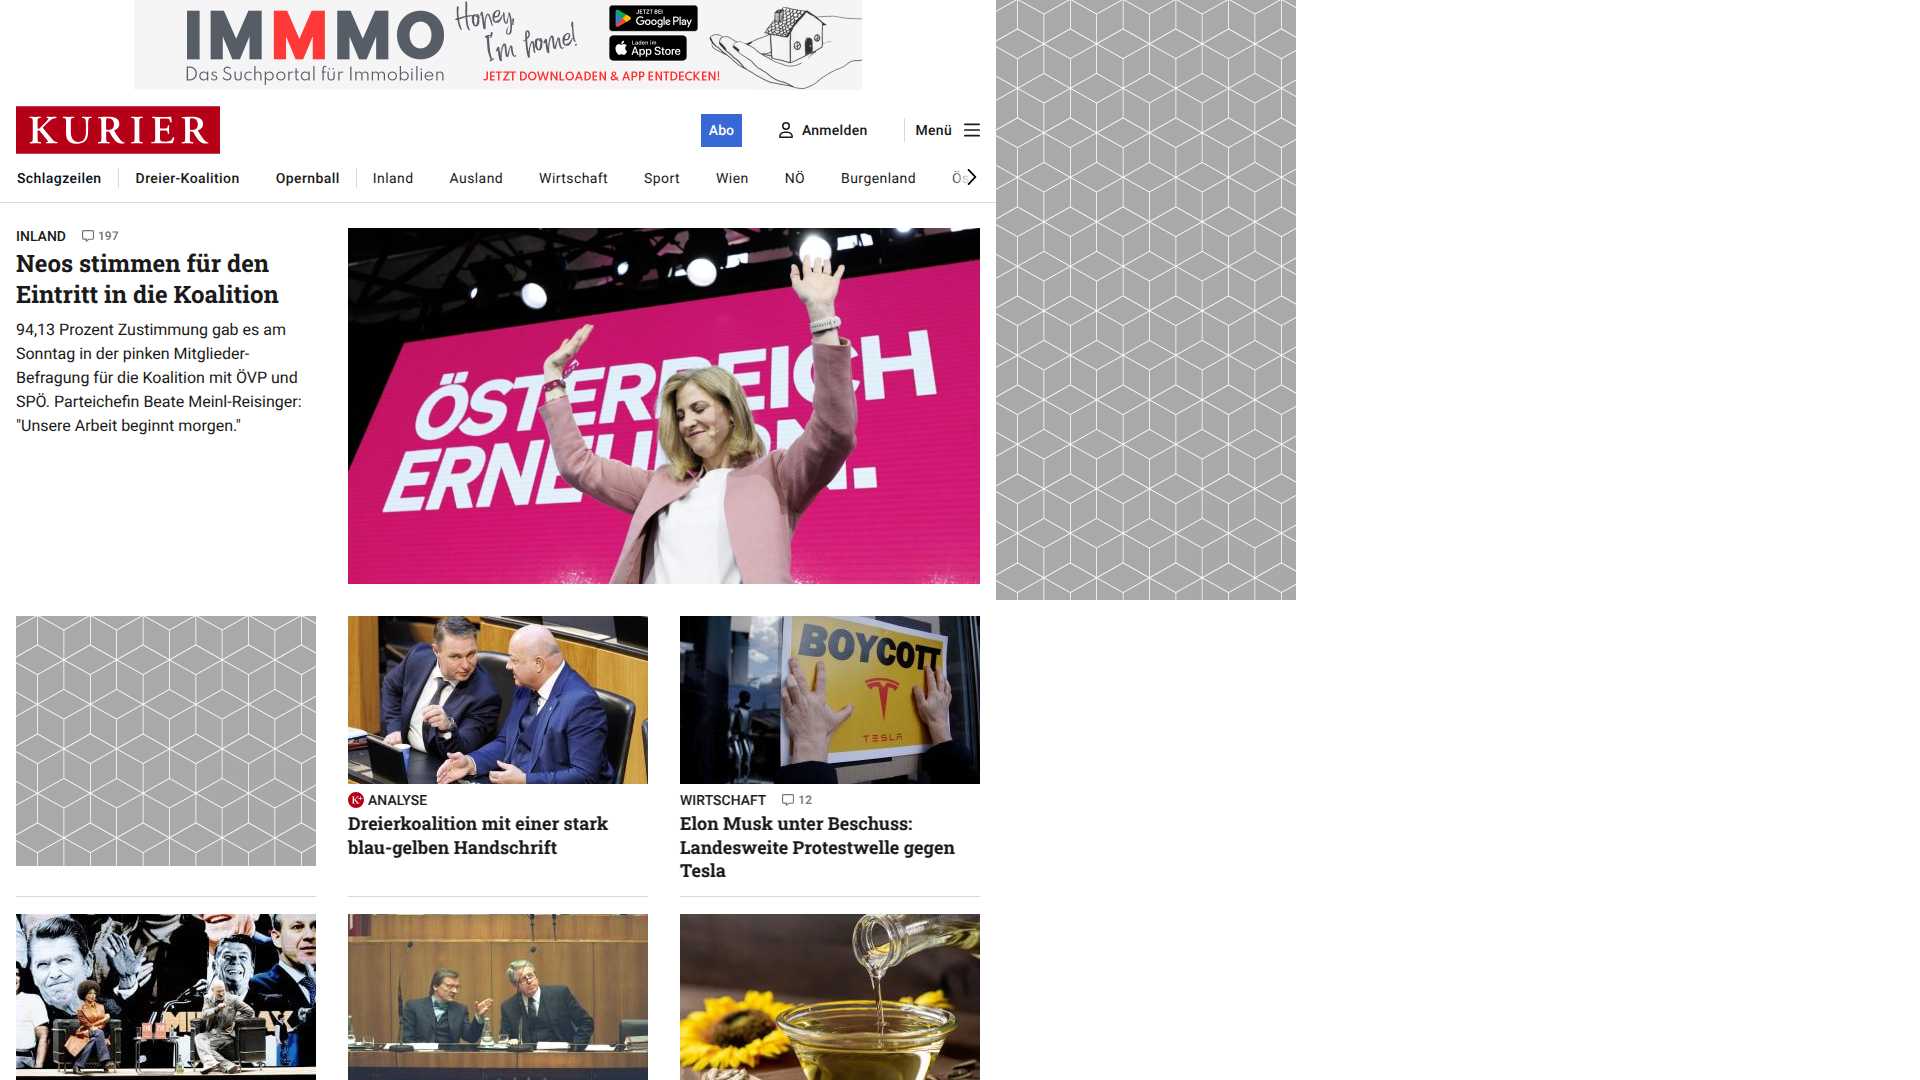 IMMMO
Das Suchportal für Immobilien
Honey,
I'm home!
JETZT BEI
Google Play
Laden im
App Store
JETZT DOWNLOADEN & APP ENTDECKEN!
KURIER
Abo
Anmelden
Menü
Schlagzeilen
Dreier-Koalition
Opernball
Inland
Ausland
Wirtschaft
Sport
Wien
NÖ
Burgenland
INLAND 197
Neos stimmen für den
Eintritt in die Koalition
94,13 Prozent Zustimmung gab es am
Sonntag in der pinken Mitglieder-
Befragung für die Koalition mit ÖVP und
SPÖ. Parteichefin Beate Meinl-Reisinger:
"Unsere Arbeit beginnt morgen."
ÖSTERREICH
BOYCOTT
TESLA
K+ ANALYSE
Dreierkoalition mit einer stark
blau-gelben Handschrift
WIRTSCHAFT 12
Elon Musk unter Beschuss:
Landesweite Protestwelle gegen
Tesla